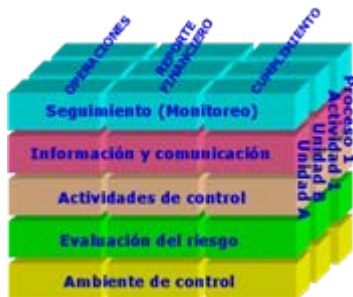 OPERACIONES
REPORTE
FINANCIERO
CUMPLIMIENTO
Seguimiento (Monitoreo)
Información y comunicación
Actividades de control
Evaluación del riesgo
Ambiente de control
Unidad A
Unidad B
Actividad 1
Proceso 1